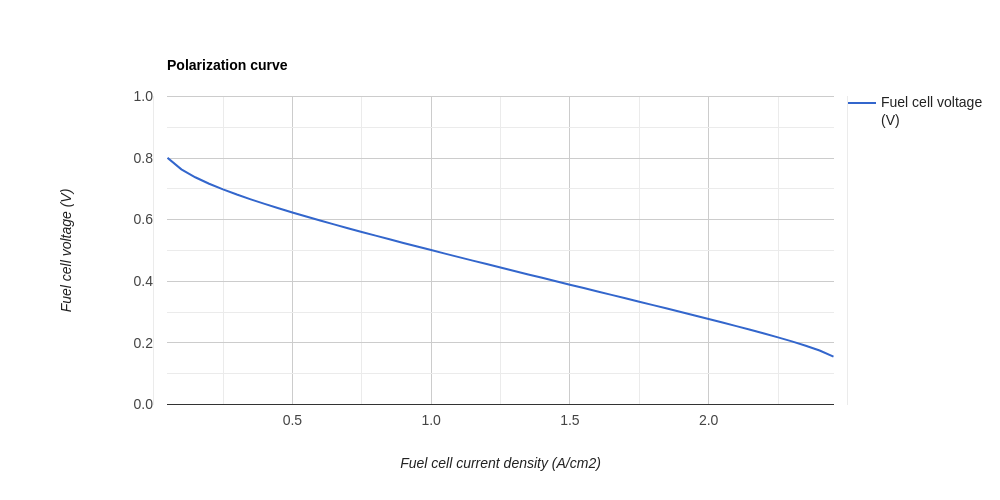 Polarization curve
1.0
0.8
0.6
0.4
0.2
0.0
Fuel cell voltage (V)
0.5
1.0
1.5
2.0
Fuel cell current density (A/cm2)
Fuel cell voltage
(V)